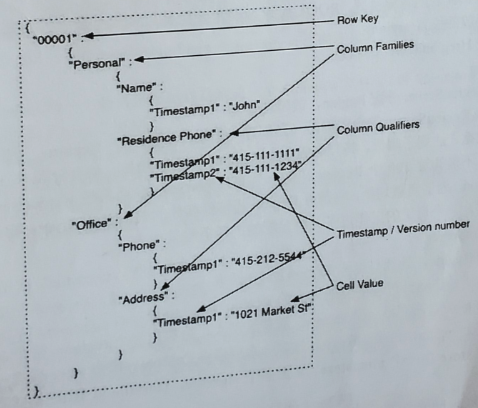 {
"00001" :
{
"Personal" :
{
"Name" :
{
"Timestamp1" : "John"
}
"Residence Phone" :
{
"Timestamp1" : "415-111-1111"
"Timestamp2" : "415-111-1234"
}
}
"Office" :
{
"Phone" :
{
"Timestamp1" : "415-212-5544"
}
"Address" :
{
"Timestamp1" : "1021 Market St"
}
}
}
}
Row Key
Column Families
Column Qualifiers
Timestamp / Version number
Cell Value